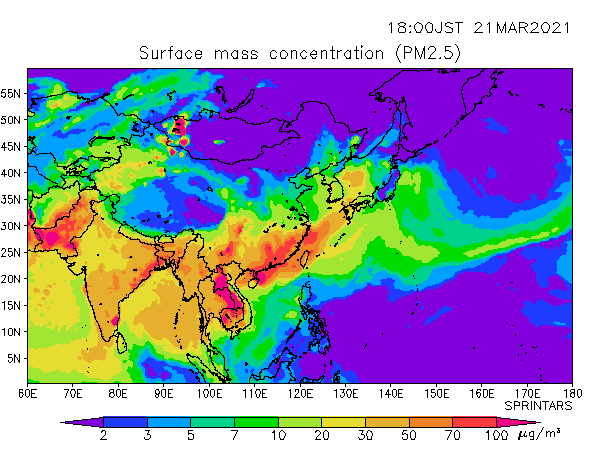 18:00JST 21MAR2021
Surface mass concentration (PM2.5)
55N
50N
45N
40N
35N
30N
25N
20N
15N
10N
5N
60E 70E 80E 90E 100E 110E 120E 130E 140E 150E 160E 170E 180
SPRINTARS
2 3 5 7 10 20 30 50 70 100 μg/m³